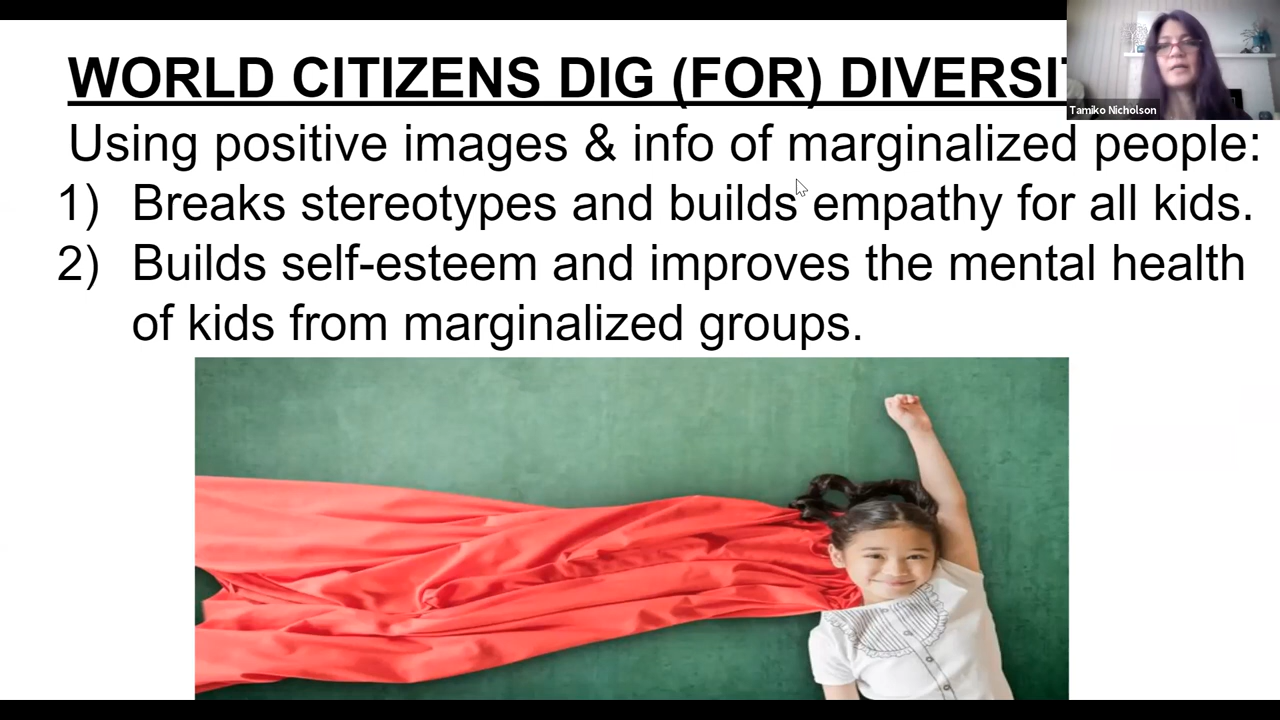 WORLD CITIZENS DIG (FOR) DIVERSI
Tamiko Nicholson
Using positive images & info of marginalized people:
1) Breaks stereotypes and builds empathy for all kids.
2) Builds self-esteem and improves the mental health
of kids from marginalized groups.